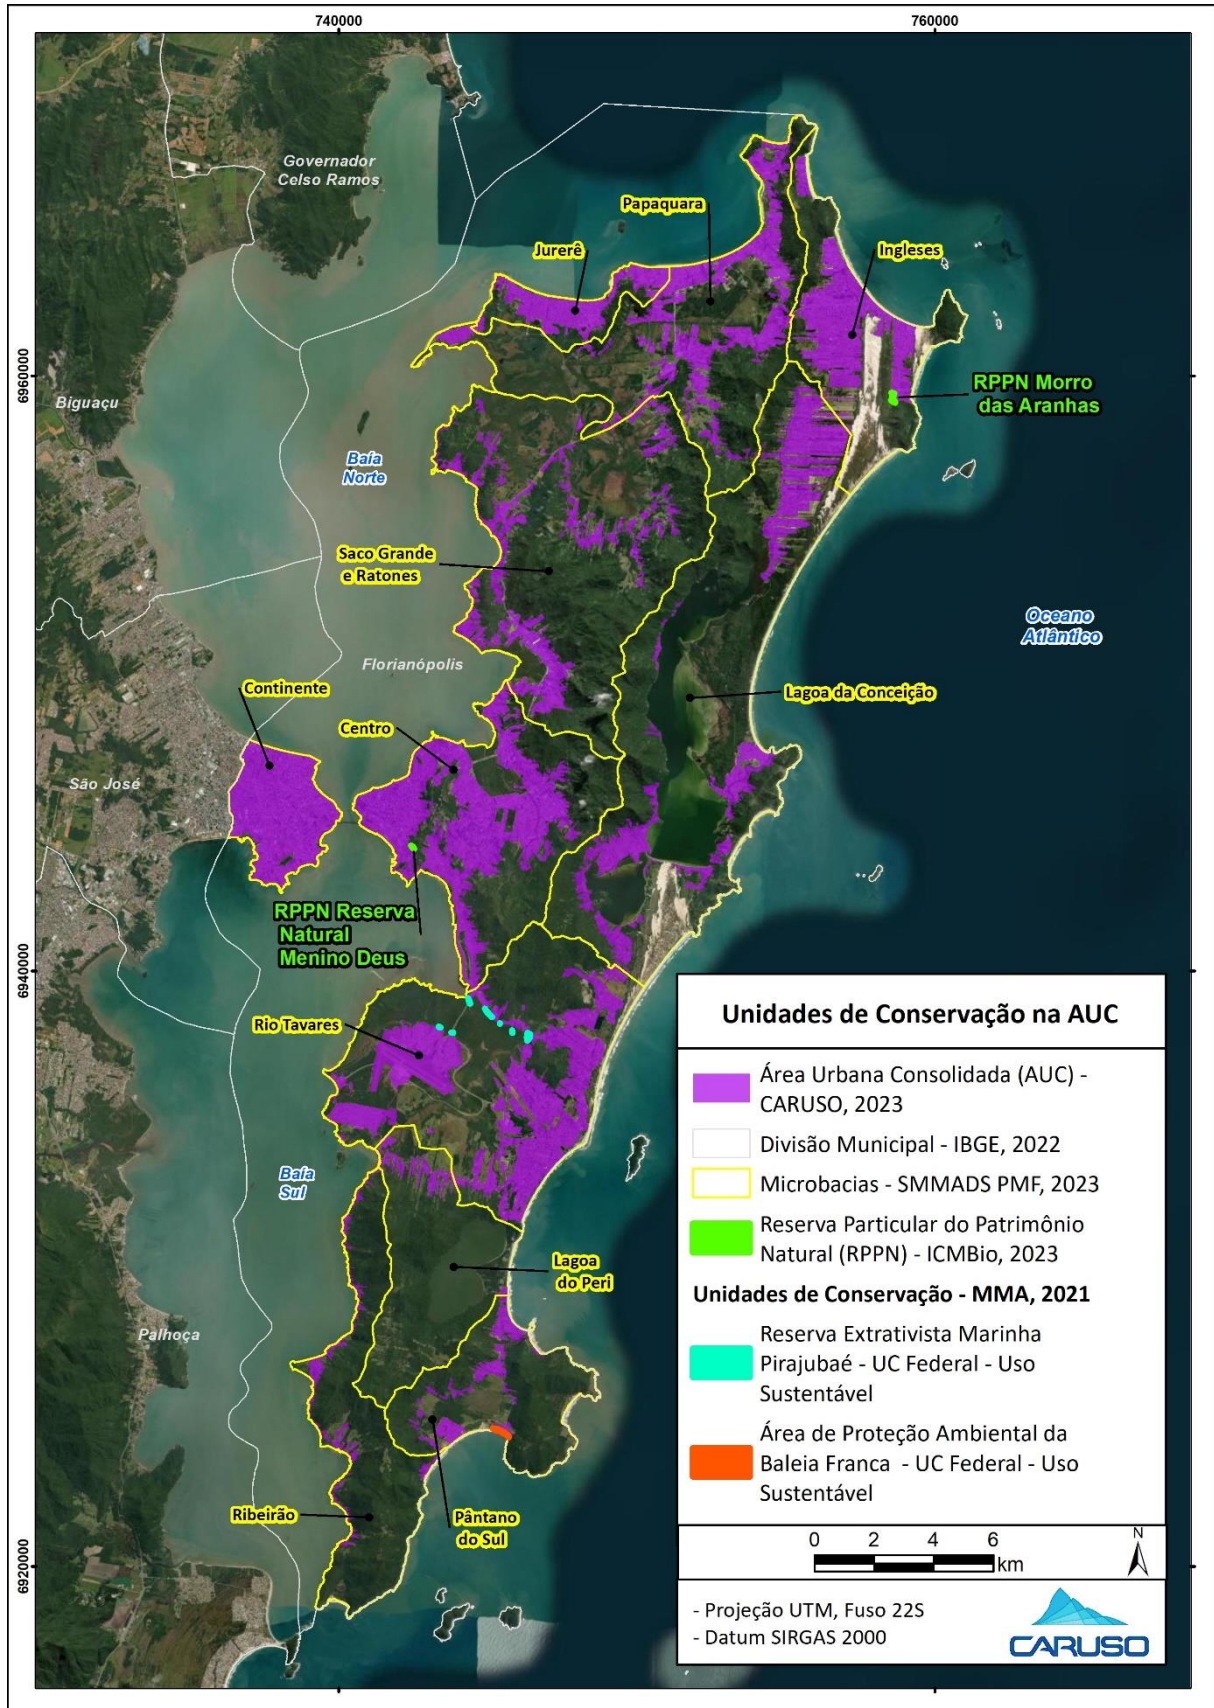 740000
760000
Governador
Celso Ramos
Papaquara
Jurerê
Ingleses
6960000
6960000
Biguaçu
RPPN Morro
das Aranhas
Baía
Norte
Saco Grande
e Ratones
Oceano
Atlântico
Florianópolis
Continente
Lagoa da Conceição
Centro
São José
RPPN Reserva
Natural
Menino Deus
6940000
Rio Tavares
Baía
Sul
Lagoa
do Peri
Palhoça
Ribeirão
Pântano
do Sul
6920000
Unidades de Conservação na AUC
Área Urbana Consolidada (AUC) -
CARUSO, 2023
Divisão Municipal - IBGE, 2022
Microbacias - SMMADS PMF, 2023
Reserva Particular do Patrimônio
Natural (RPPN) - ICMBio, 2023
Unidades de Conservação - MMA, 2021
Reserva Extrativista Marinha
Pirajubaé - UC Federal - Uso
Sustentável
Área de Proteção Ambiental da
Baleia Franca - UC Federal - Uso
Sustentável
0 2 4 6
km
N
- Projeção UTM, Fuso 22S
- Datum SIRGAS 2000
CARUSO